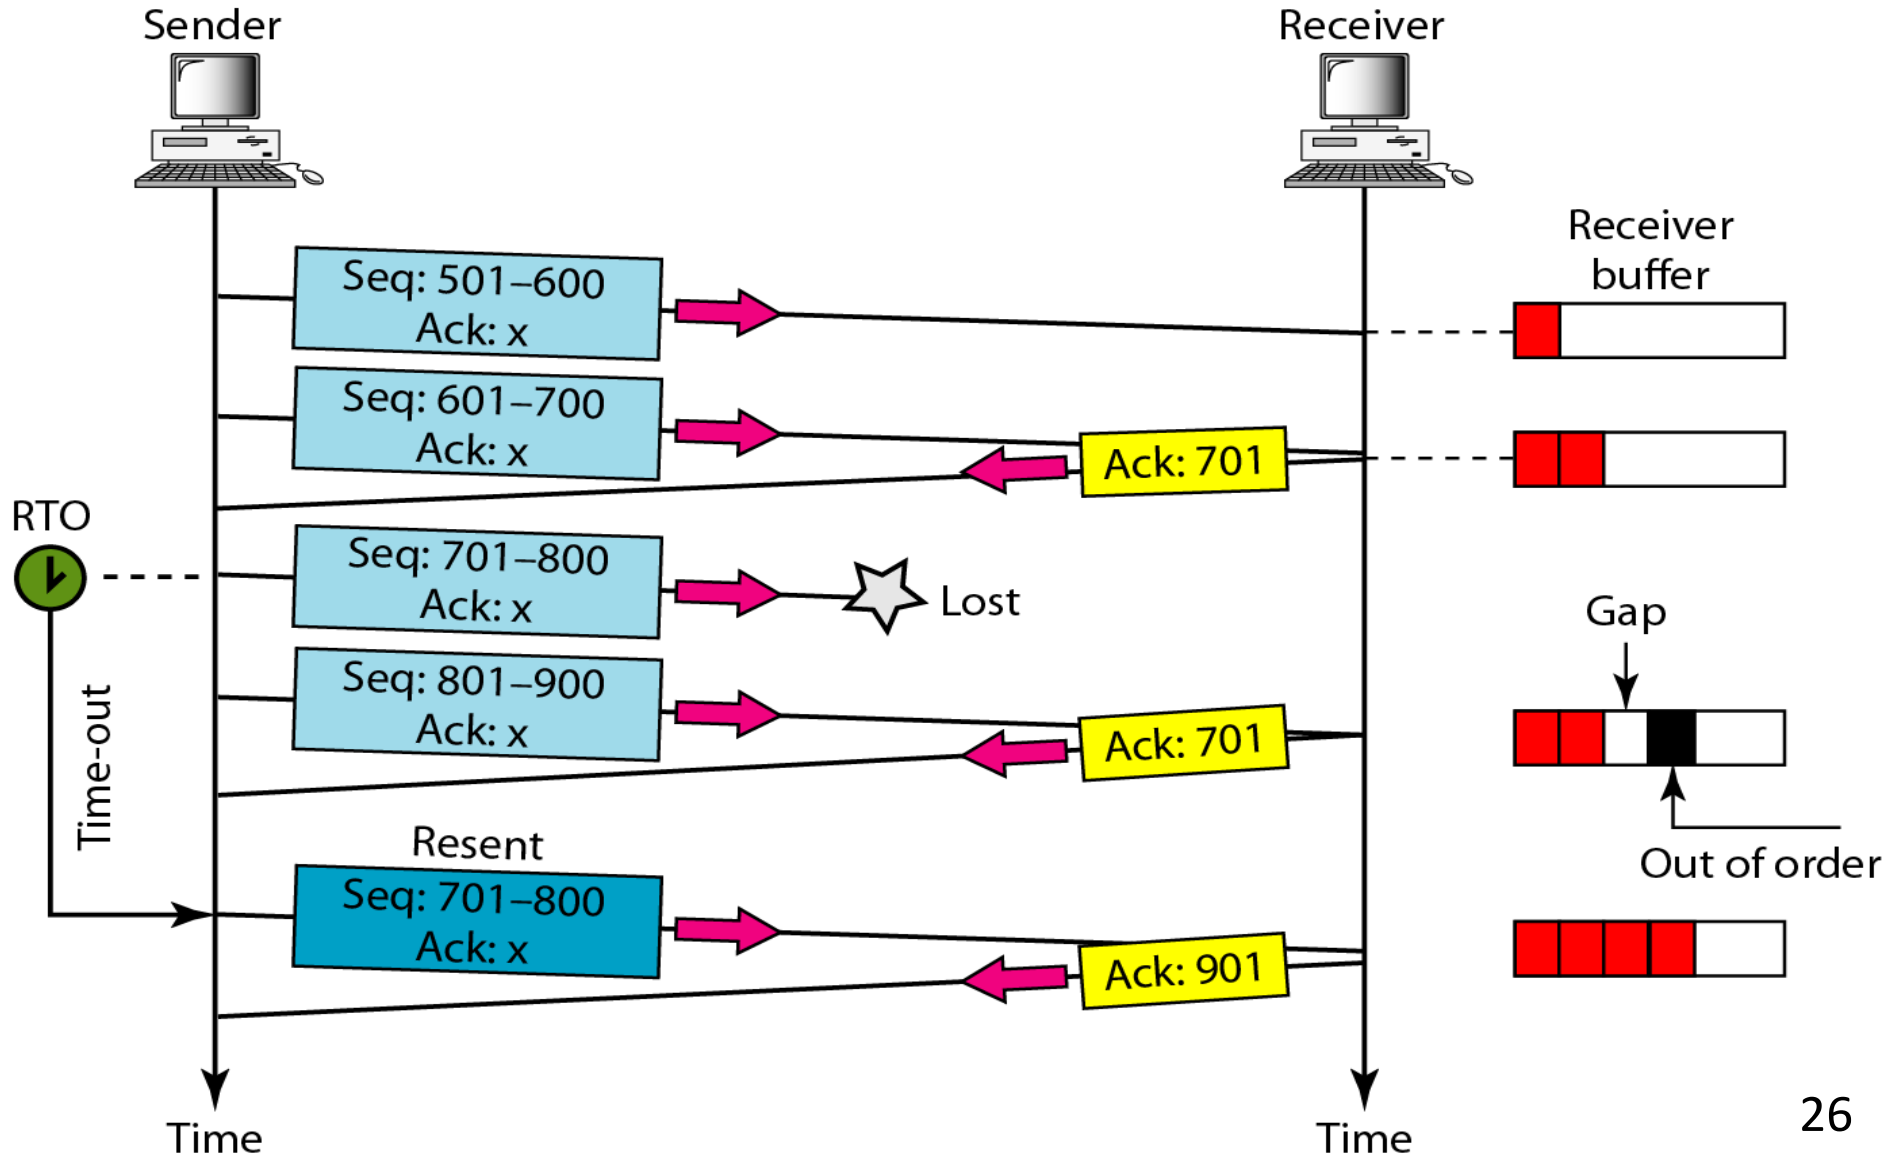 Sender
Receiver
Receiver
buffer
Seq: 501–600
Ack: x
Seq: 601–700
Ack: x
Ack: 701
RTO
Seq: 701–800
Ack: x
Lost
Gap
Seq: 801–900
Ack: x
Ack: 701
Time-out
Out of order
Resent
Seq: 701–800
Ack: x
Ack: 901
Time
Time
26